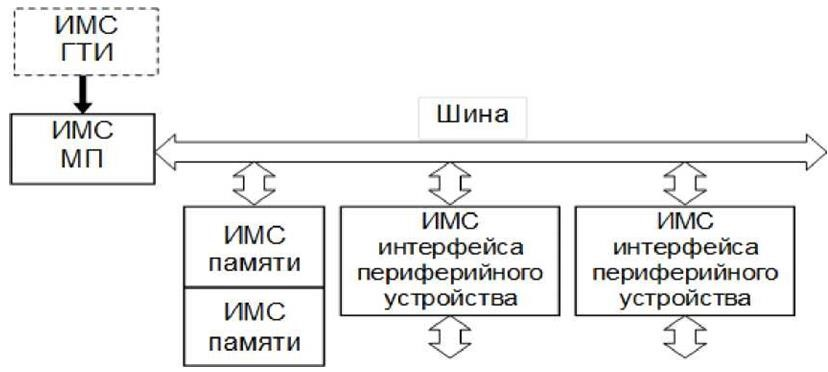 ИМС
ГТИ
ИМС
МП
Шина
ИМС
памяти
ИМС
памяти
ИМС
интерфейса
периферийного
устройства
ИМС
интерфейса
периферийного
устройства